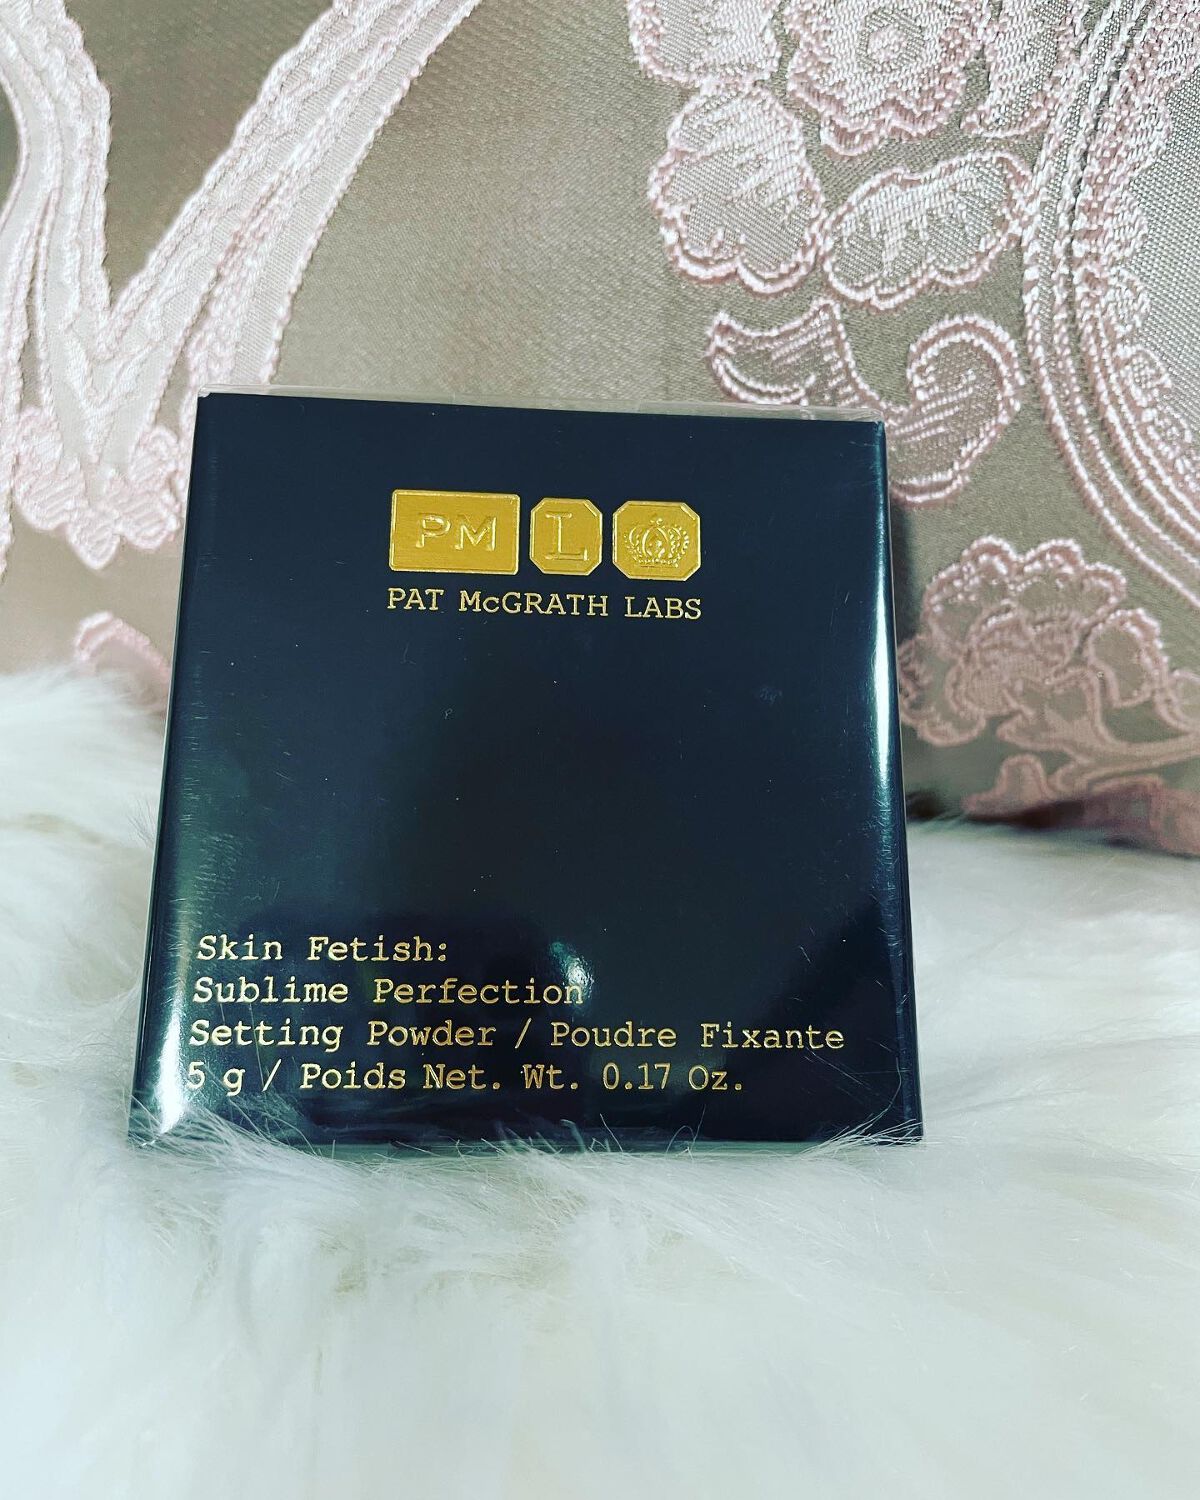 PM L
PAT McGRATH LABS
Skin Fetish:
Sublime Perfection
Setting Powder / Poudre Fixante
5 g / Poids Net. Wt. 0.17 Oz.